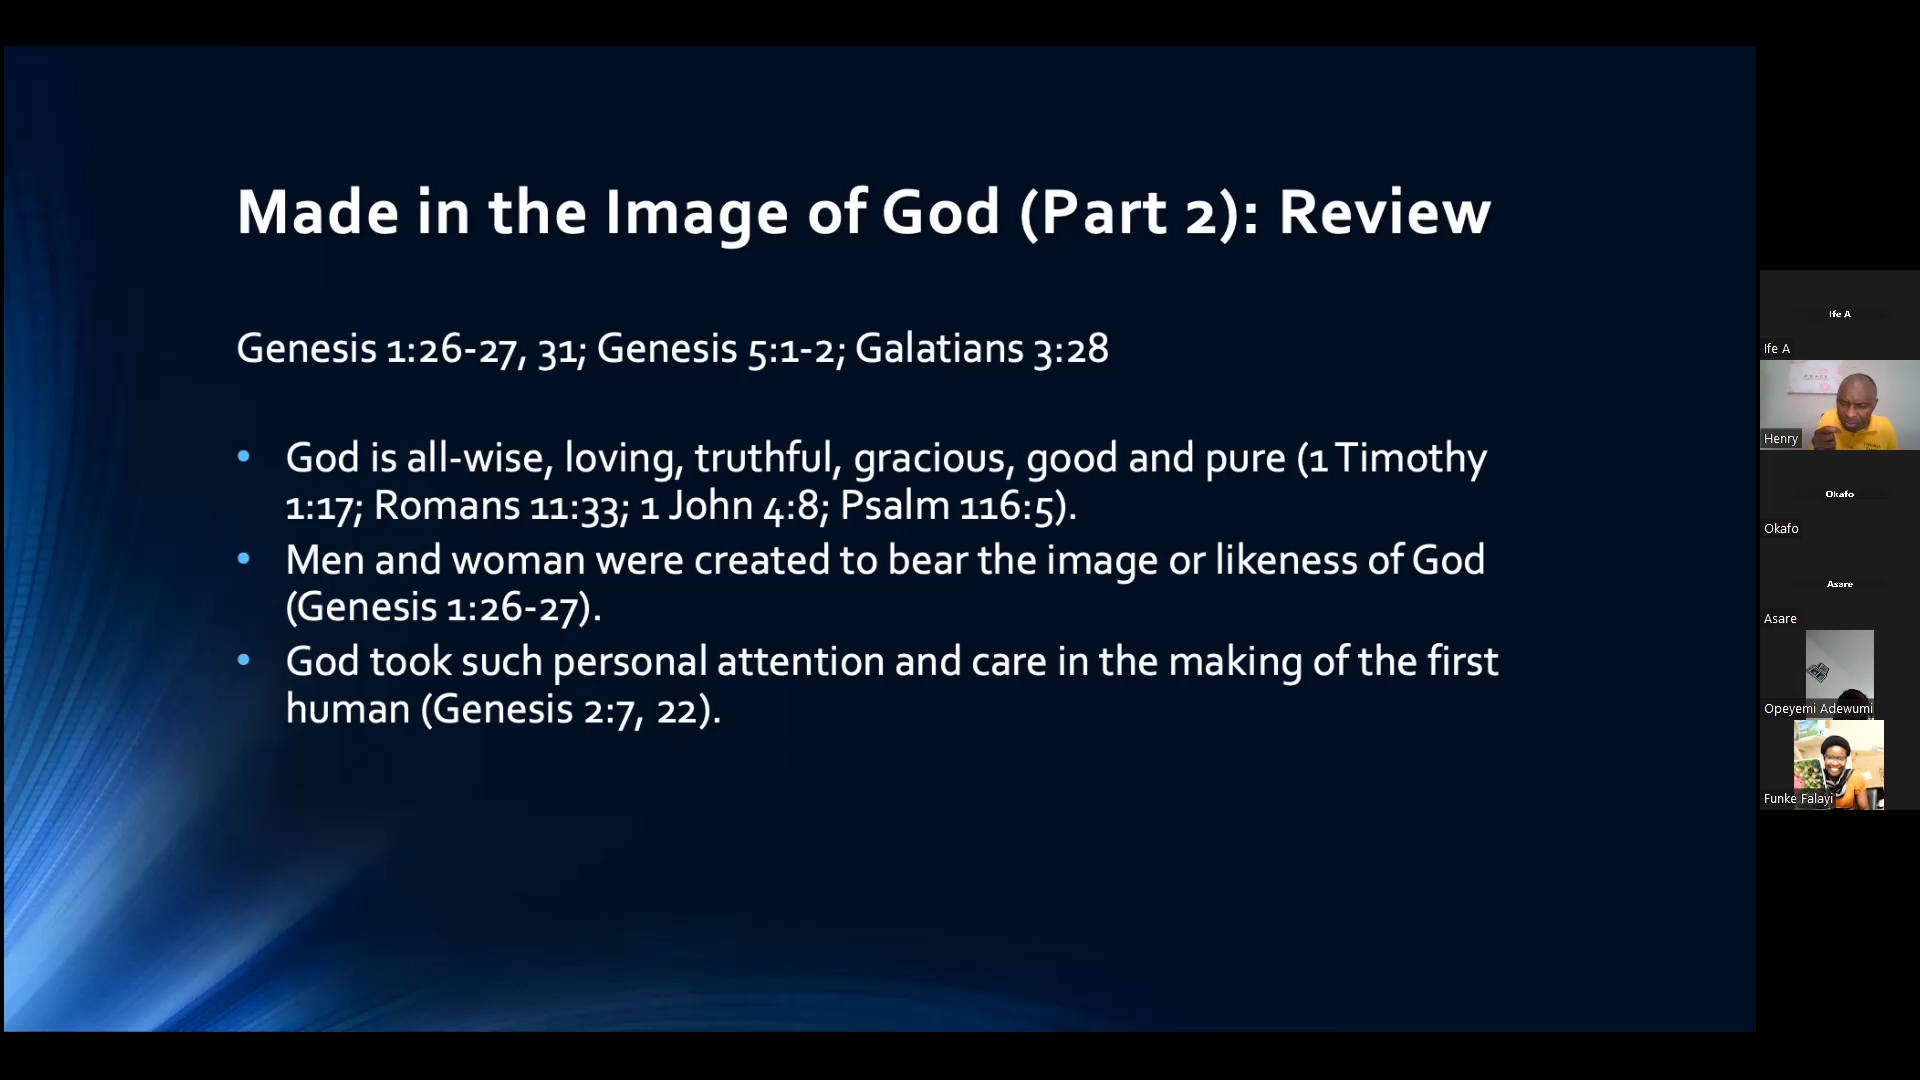 Made in the Image of God (Part 2): Review
Genesis 1:26-27, 31; Genesis 5:1-2; Galatians 3:28
• God is all-wise, loving, truthful, gracious, good and pure (1 Timothy
1:17; Romans 11:33; 1 John 4:8; Psalm 116:5).
• Men and woman were created to bear the image or likeness of God
(Genesis 1:26-27).
• God took such personal attention and care in the making of the first
human (Genesis 2:7, 22).
Ife A
Ife A
PEACE
Henry
Okafo
Okafo
Asare
Asare
Opeyemi Adewumi
Funke Falayi